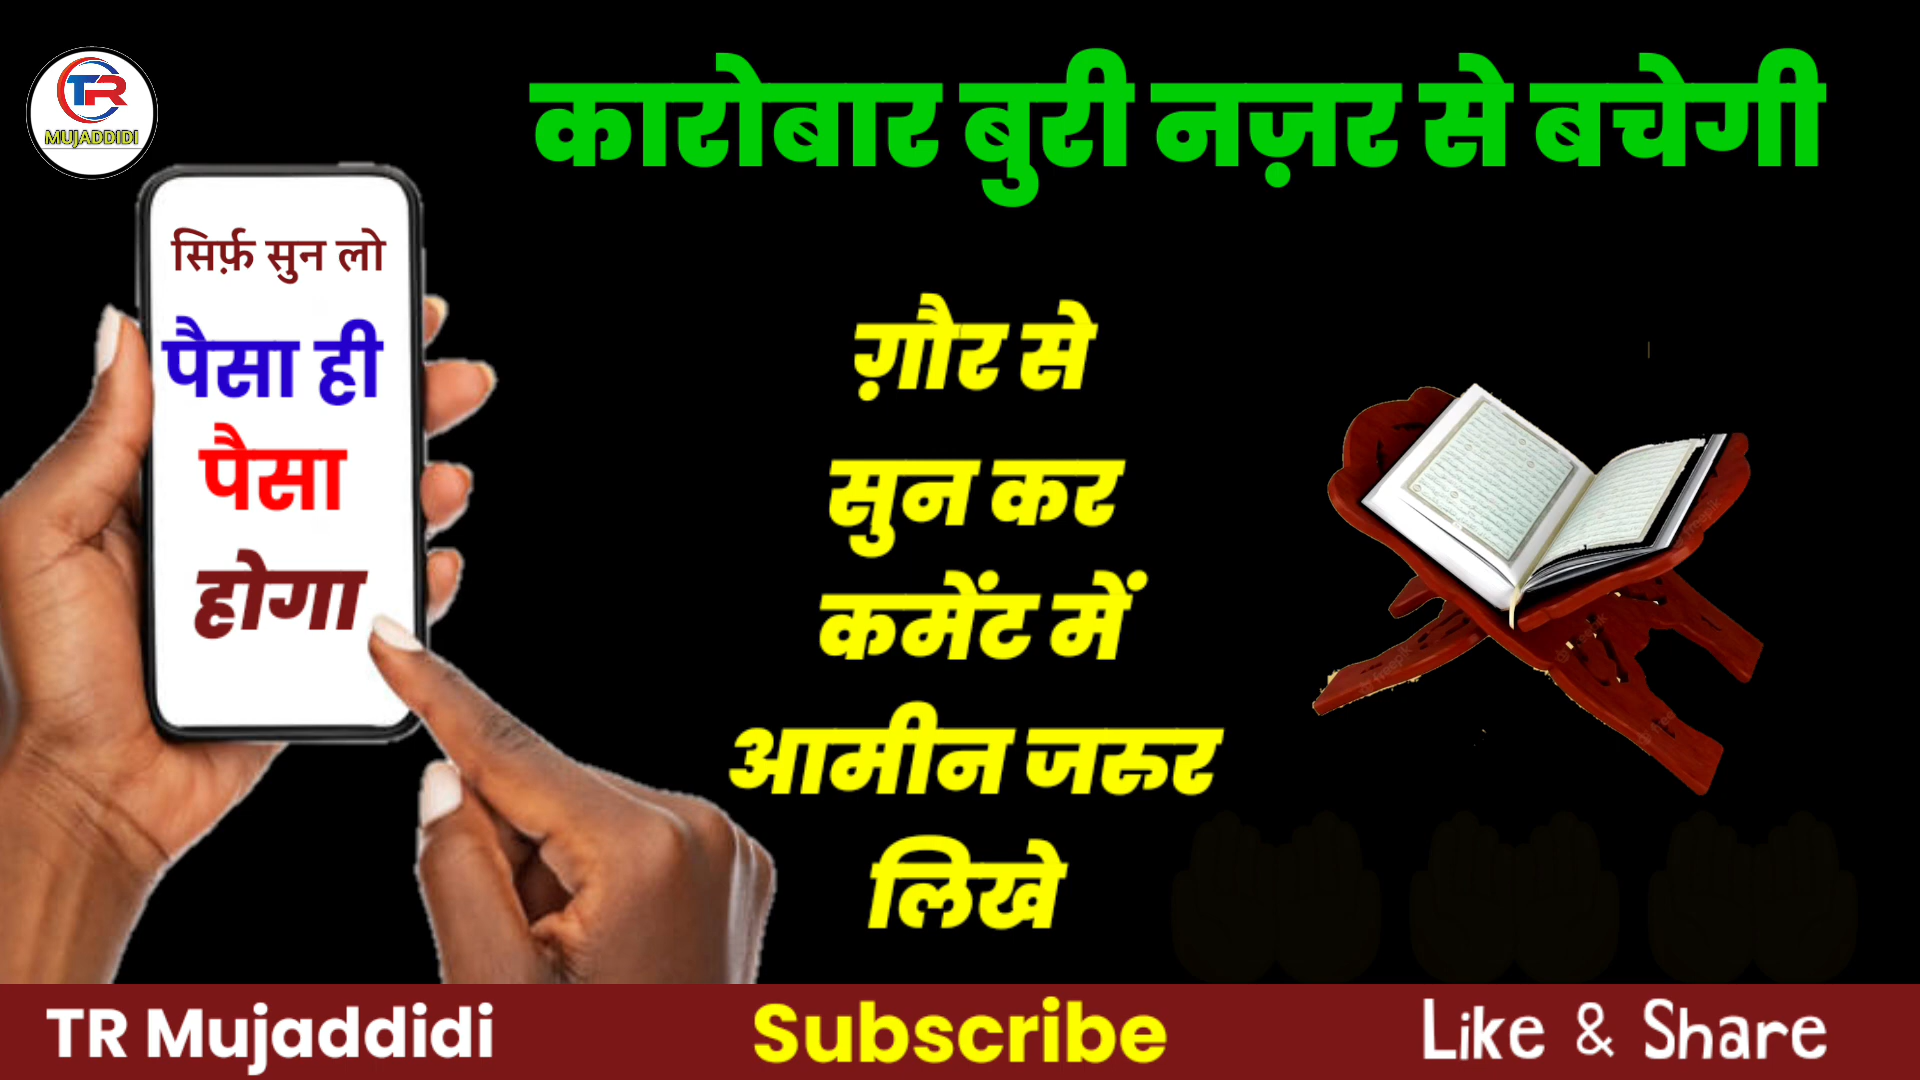 TR
MUJADDIDI
कारोबार बुरी नज़र से बचेगी
सिर्फ़ सुन लो
पैसा ही
पैसा
होगा
ग़ौर से
सुन कर
कमेंट में
आमीन जरुर
लिखे
TR Mujaddidi
Subscribe
Like & Share